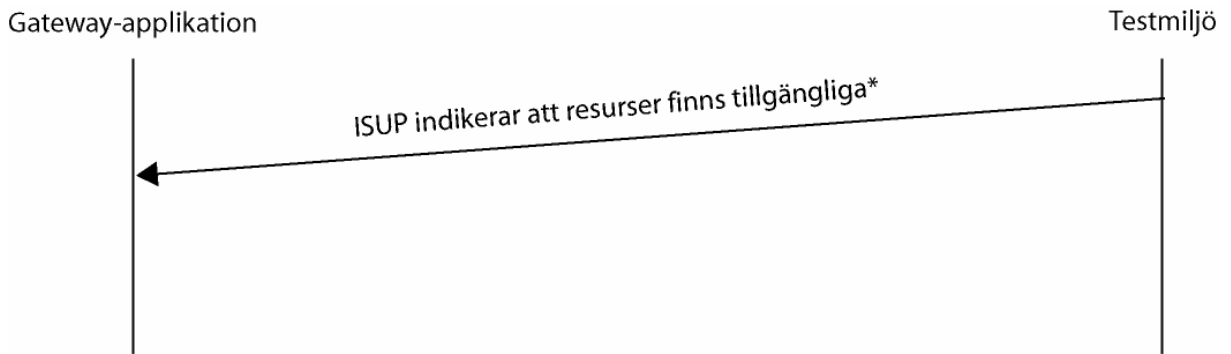 Gateway-applikation
Testmiljö
ISUP indikerar att resurser finns tillgängliga*